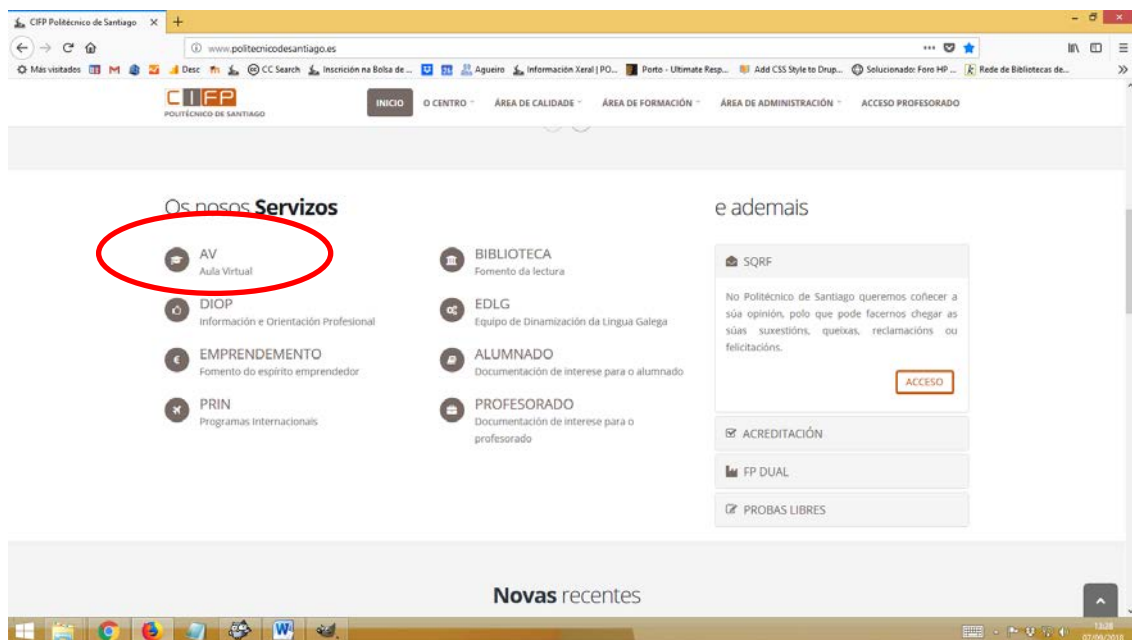 CIFP Politécnico de Santiago
www.politecnicodesantiago.es
Más visitados
Desc
CC Search
Inscrición na Bolsa de ...
Agueiro
Información Xeral | PO...
Porto - Ultimate Resp...
Add CSS Style to Drup...
Solucionado: Foro HP ...
Rede de Bibliotecas de...
CIFP
POLITÉCNICO DE SANTIAGO
INICIO
O CENTRO
ÁREA DE CALIDADE
ÁREA DE FORMACIÓN
ÁREA DE ADMINISTRACIÓN
ACCESO PROFESORADO
Os nosos Servizos
AV
Aula Virtual
DIOP
Información e Orientación Profesional
EMPRENDEMENTO
Fomento do espírito emprendedor
PRIN
Programas Internacionais
BIBLIOTECA
Fomento da lectura
EDLG
Equipo de Dinamización da Lingua Galega
ALUMNADO
Documentación de interese para o alumnado
PROFESORADO
Documentación de interese para o
profesorado
e ademais
SQRF
No Politécnico de Santiago queremos coñecer a
súa opinión, polo que pode facernos chegar as
súas suxestións, queixas, reclamacións ou
felicitacións.
ACCESO
ACREDITACIÓN
FP DUAL
PROBAS LIBRES
Novas recentes
13:28
07/09/2018